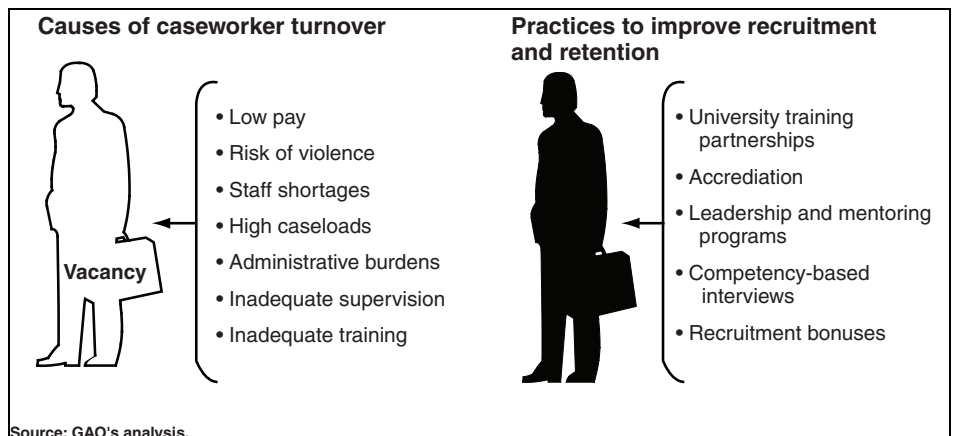 Causes of caseworker turnover
• Low pay
• Risk of violence
• Staff shortages
• High caseloads
• Administrative burdens
• Inadequate supervision
• Inadequate training
Vacancy
Practices to improve recruitment
and retention
• University training
partnerships
• Accrediation
• Leadership and mentoring
programs
• Competency-based
interviews
• Recruitment bonuses
Source: GAO's analysis.